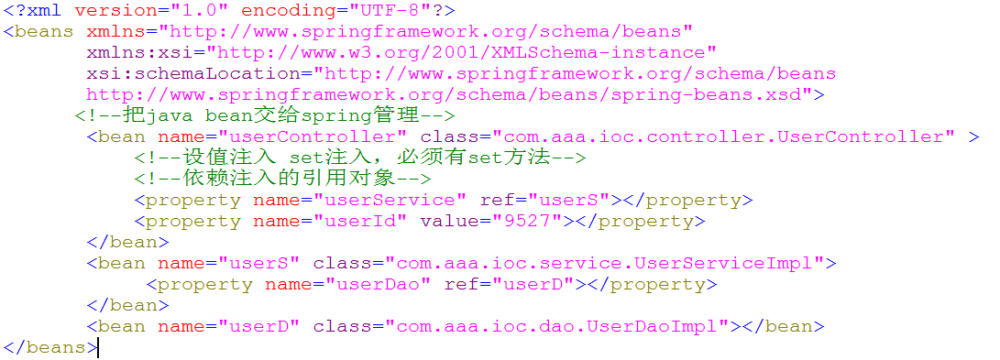 <?xml version="1.0" encoding="UTF-8"?>
<beans xmlns="http://www.springframework.org/schema/beans"
       xmlns:xsi="http://www.w3.org/2001/XMLSchema-instance"
       xsi:schemaLocation="http://www.springframework.org/schema/beans
       http://www.springframework.org/schema/beans/spring-beans.xsd">
      <!--把java bean交给spring管理-->
       <bean name="userController" class="com.aaa.ioc.controller.UserController" >
           <!--设值注入 set注入，必须有set方法-->
           <!--依赖注入的引用对象-->
           <property name="userService" ref="userS"></property>
           <property name="userId" value="9527"></property>
       </bean>
       <bean name="userS" class="com.aaa.ioc.service.UserServiceImpl">
            <property name="userDao" ref="userD"></property>
       </bean>
       <bean name="userD" class="com.aaa.ioc.dao.UserDaoImpl"></bean>
</beans>